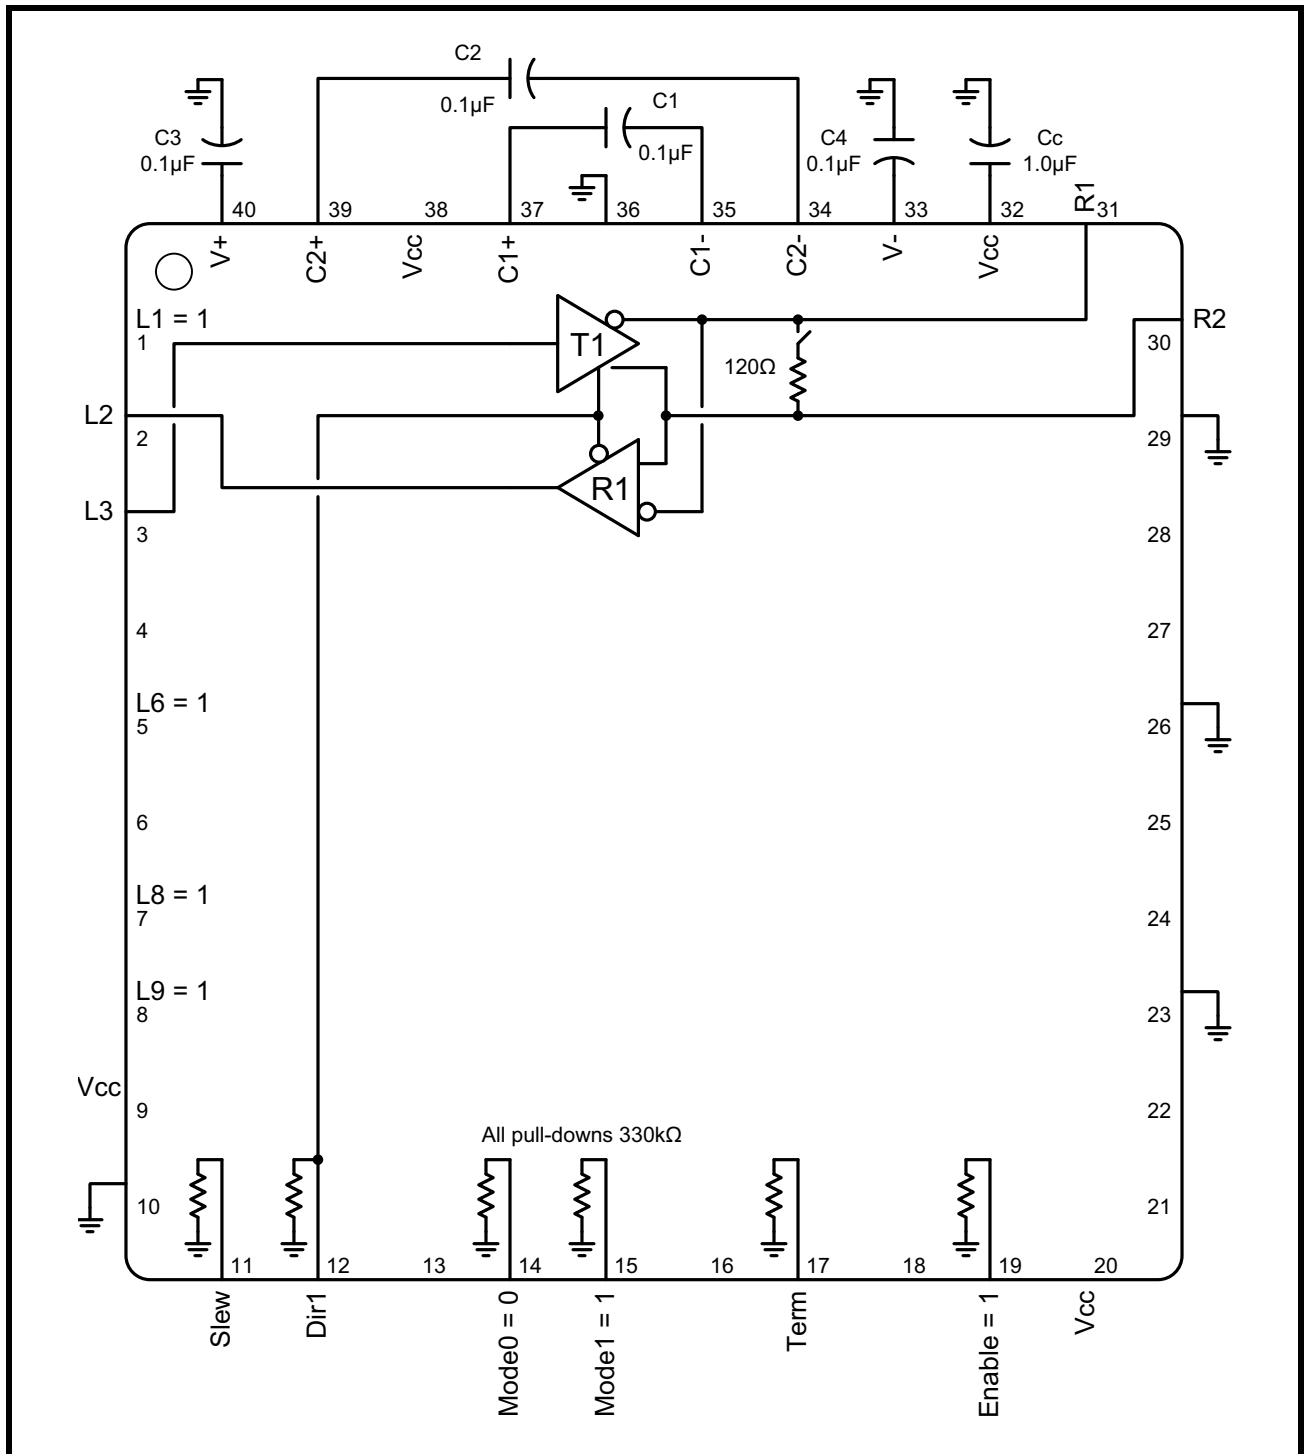 C2
0.1µF
C1
0.1µF
C3
0.1µF
C4
0.1µF
Cc
1.0µF
40
39
38
37
36
35
34
33
32
R1
31
V+
C2+
Vcc
C1+
C1-
C2-
V-
Vcc
L1 = 1
1
T1
R2
30
120Ω
L2
2
29
R1
L3
3
28
4
27
L6 = 1
5
26
6
25
L8 = 1
7
24
L9 = 1
8
23
Vcc
9
22
All pull-downs 330kΩ
10
21
11
12
13
14
15
16
17
18
19
20
Slew
Dir1
Mode0 = 0
Mode1 = 1
Term
Enable = 1
Vcc